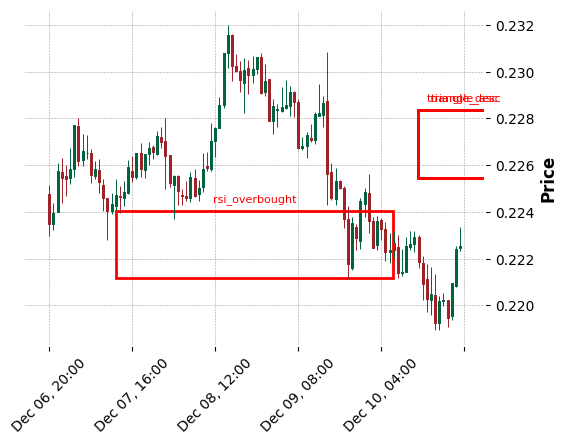 0.232
0.230
0.228
0.226
0.224
0.222
0.220
Price
rsi_overbought
Dec 06, 20:00
Dec 07, 16:00
Dec 08, 12:00
Dec 09, 08:00
Dec 10, 04:00